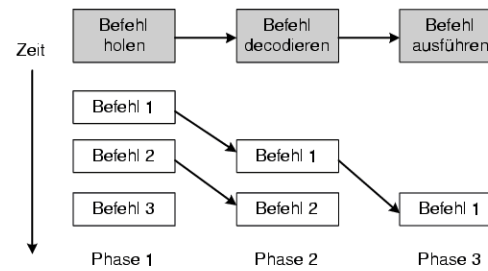 Befehl
holen
Befehl
decodieren
Befehl
ausführen
Zeit
Befehl 1
Befehl 2
Befehl 1
Befehl 3
Befehl 2
Befehl 1
Phase 1
Phase 2
Phase 3